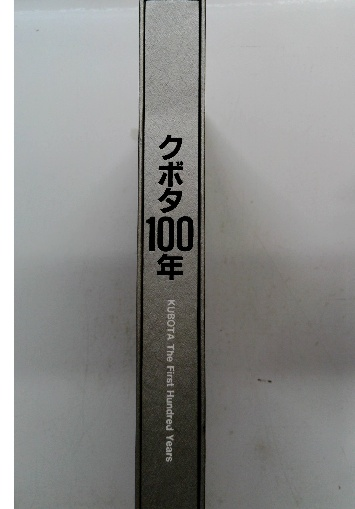 クボタ100年
KUBOTA The First Hundred Years